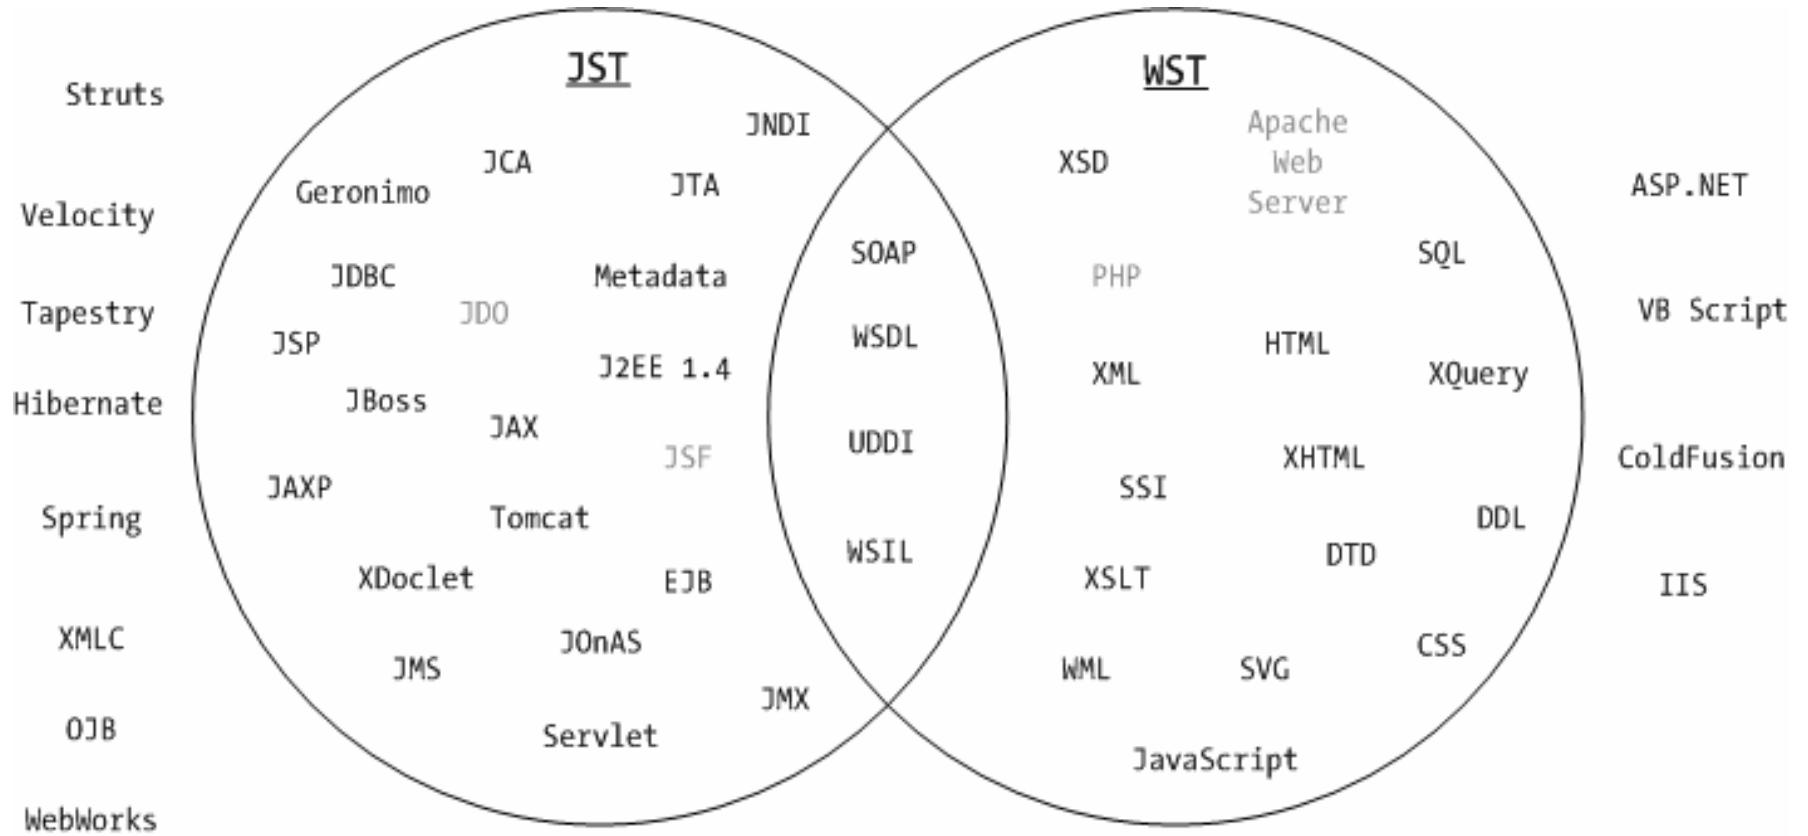 Struts
Velocity
Tapestry
Hibernate
Spring
XMLC
OJB
WebWorks
JST
JNDI
JCA
JTA
Geronimo
JDBC
Metadata
JDO
JSP
J2EE 1.4
JBoss
JAX
JSF
JAXP
Tomcat
XDoclet
EJB
JOnAS
JMS
JMX
Servlet
SOAP
WSDL
UDDI
WSIL
WST
Apache
Web
Server
XSD
SQL
PHP
HTML
XML
XQuery
XHTML
SSI
DDL
DTD
XSLT
CSS
WML
SVG
JavaScript
ASP.NET
VB Script
ColdFusion
IIS